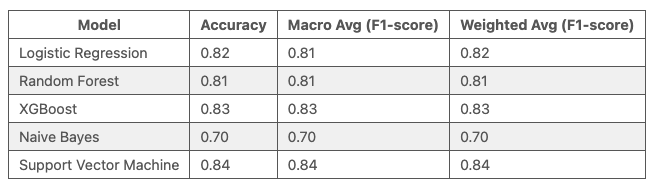 Model Accuracy Macro Avg (F1-score) Weighted Avg (F1-score)
Logistic Regression 0.82 0.81 0.82
Random Forest 0.81 0.81 0.81
XGBoost 0.83 0.83 0.83
Naive Bayes 0.70 0.70 0.70
Support Vector Machine 0.84 0.84 0.84